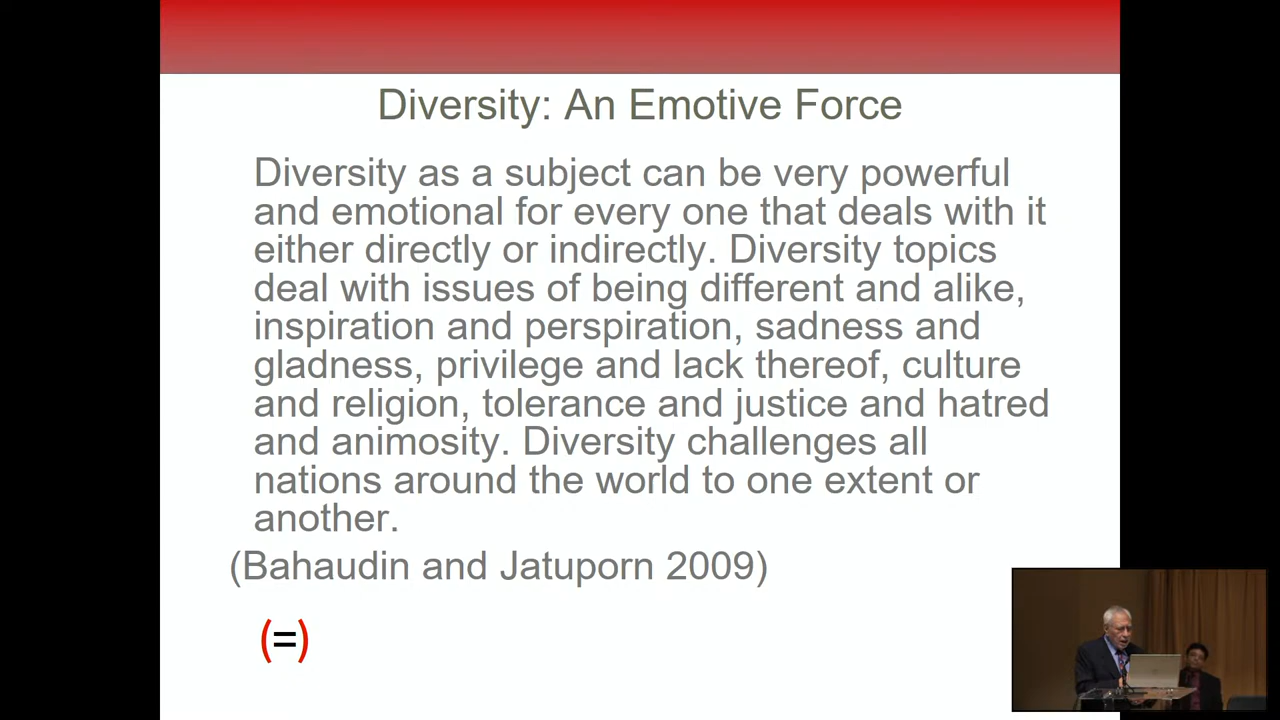 Diversity: An Emotive Force
Diversity as a subject can be very powerful
and emotional for every one that deals with it
either directly or indirectly. Diversity topics
deal with issues of being different and alike,
inspiration and perspiration, sadness and
gladness, privilege and lack thereof, culture
and religion, tolerance and justice and hatred
and animosity. Diversity challenges all
nations around the world to one extent or
another.
(Bahaudin and Jatuporn 2009)
(=)